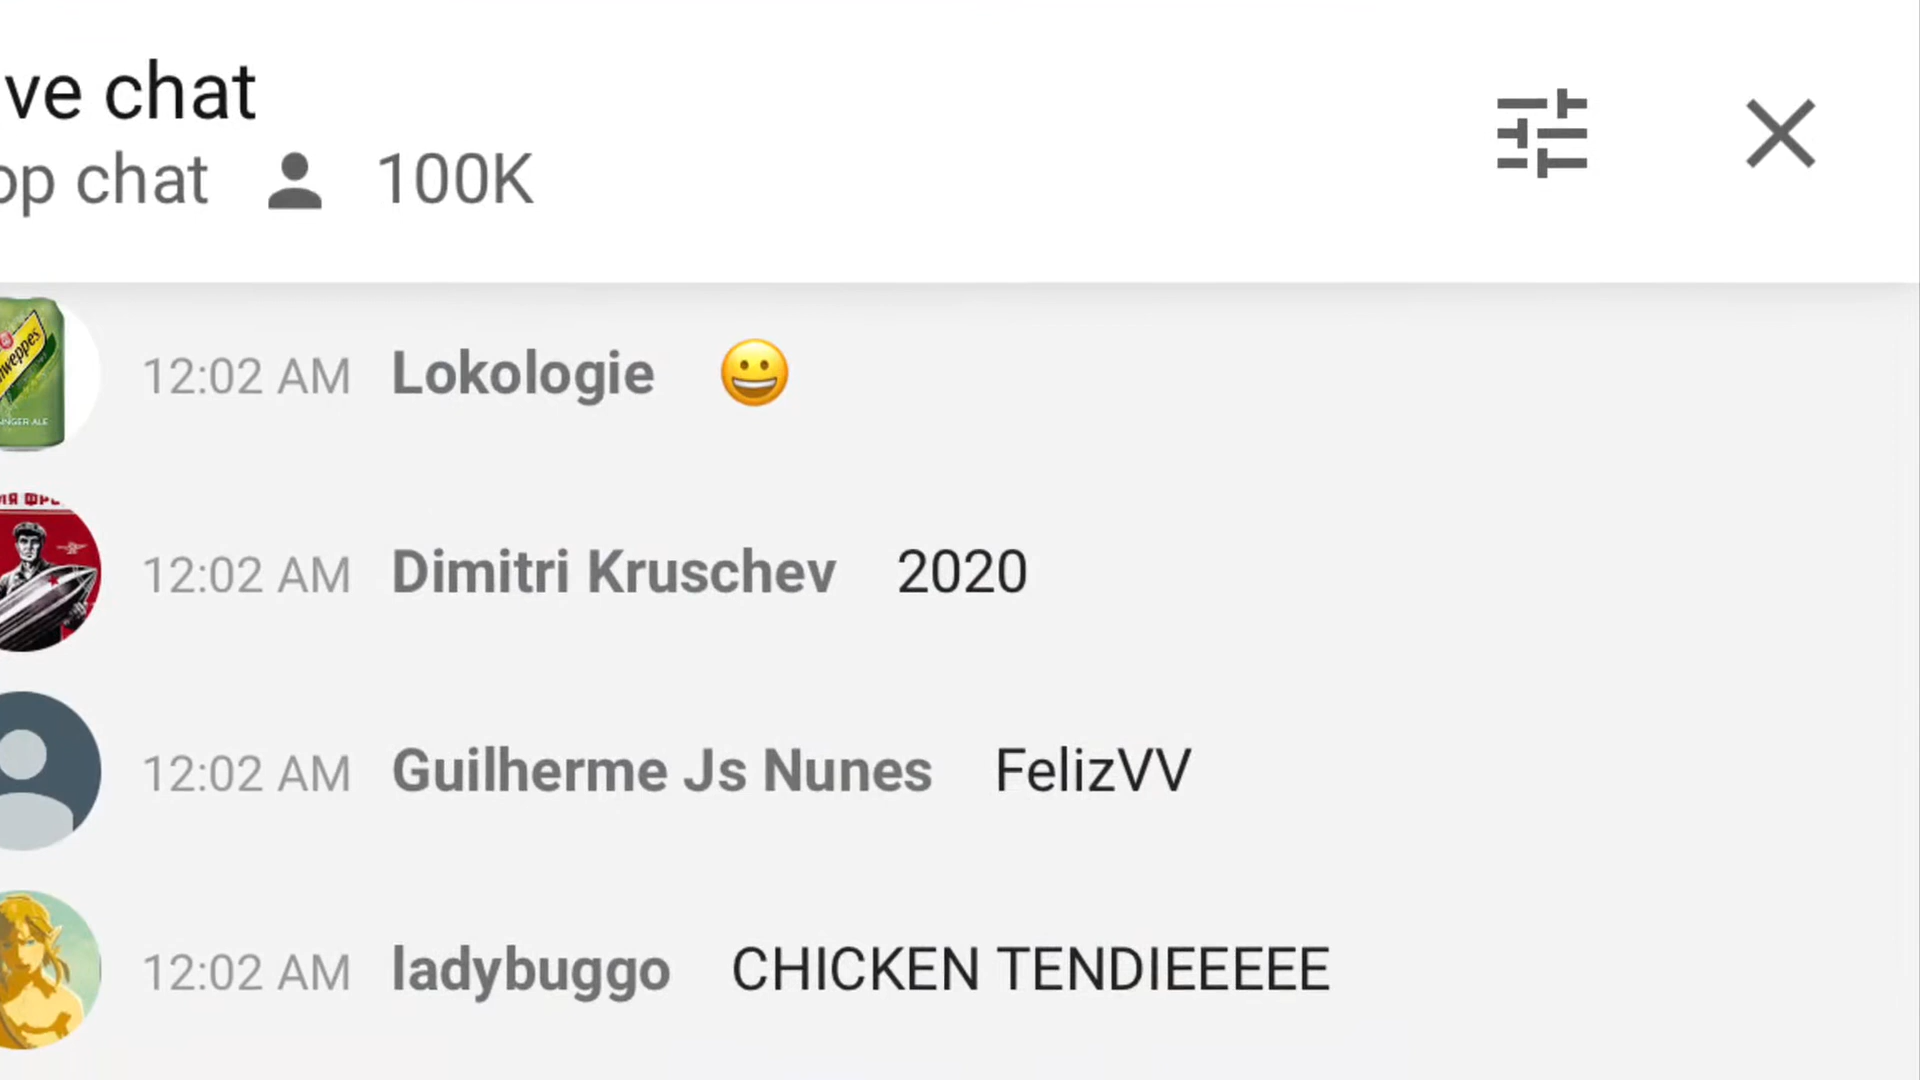 ve chat
op chat 100K
12:02 AM Lokologie 😀
12:02 AM Dimitri Kruschev 2020
12:02 AM Guilherme Js Nunes FelizVV
12:02 AM ladybuggo CHICKEN TENDIEEEEE